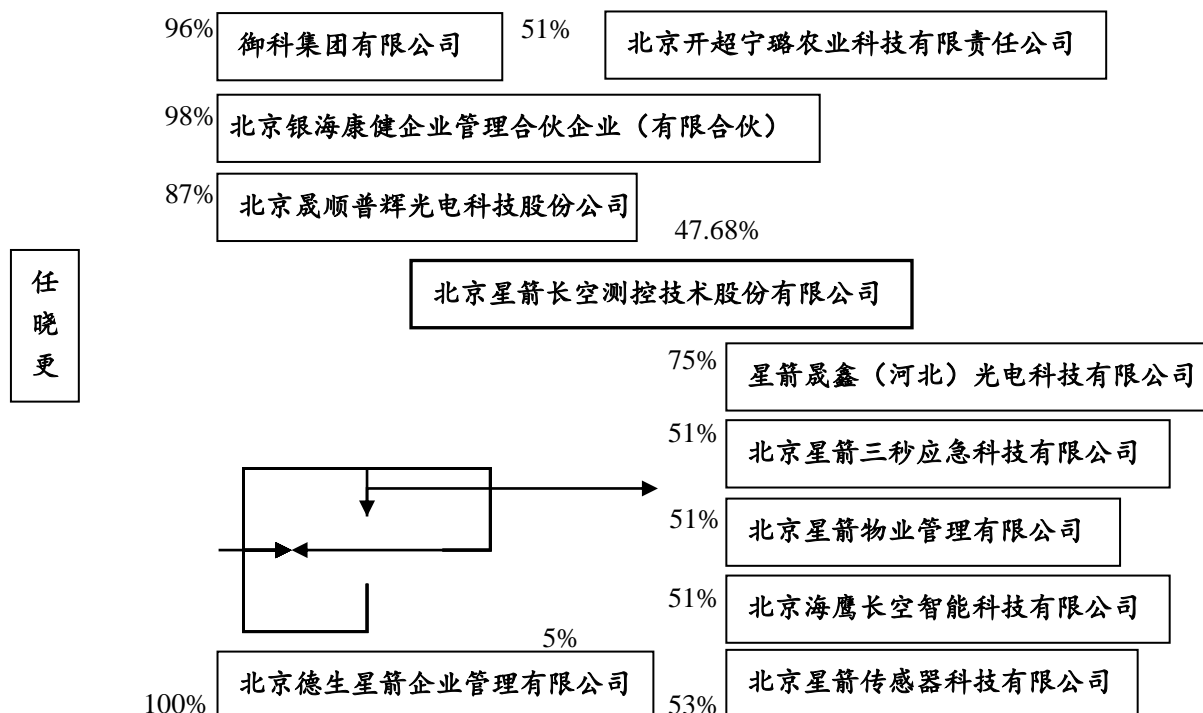 96%
御科集团有限公司
51%
北京开超宁璐农业科技有限责任公司
98%
北京银海康健企业管理合伙企业（有限合伙）
87%
北京晟顺普辉光电科技股份公司
47.68%
任晓更
北京星箭长空测控技术股份有限公司
75%
星箭晟鑫（河北）光电科技有限公司
51%
北京星箭三秒应急科技有限公司
51%
北京星箭物业管理有限公司
51%
北京海鹰长空智能科技有限公司
5%
100%
北京德生星箭企业管理有限公司
53%
北京星箭传感器科技有限公司